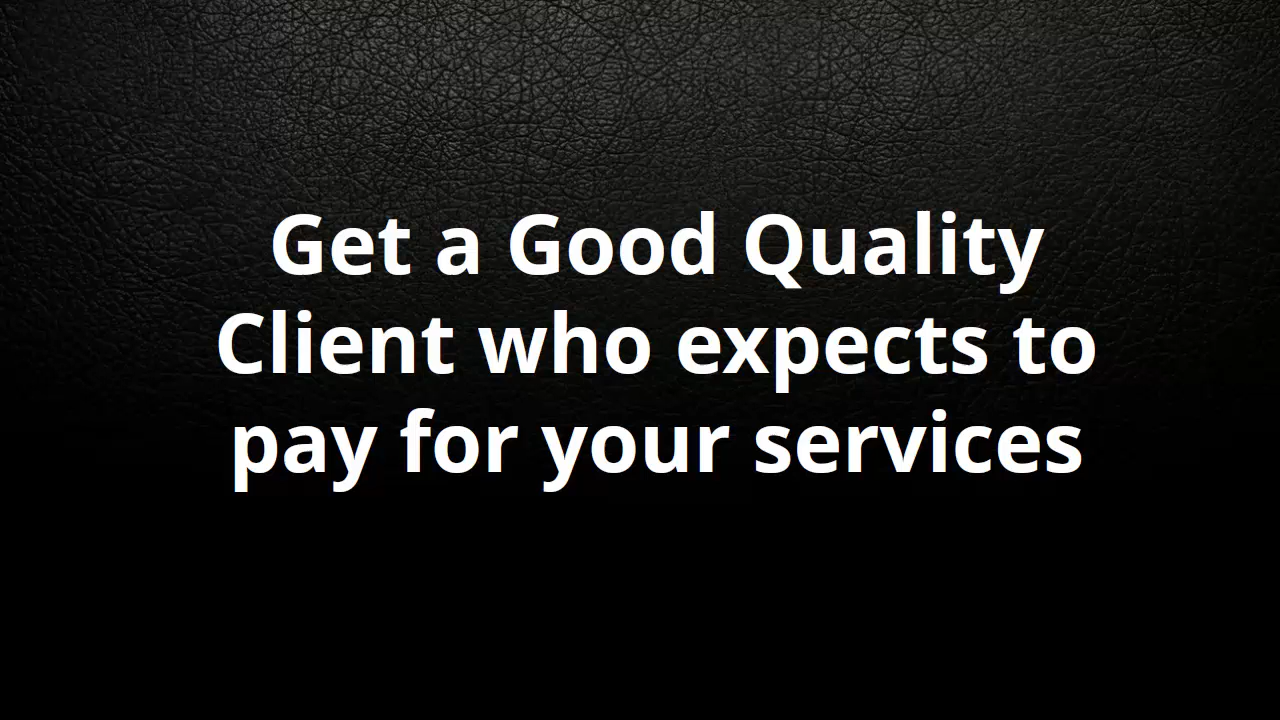 Get a Good Quality
Client who expects to
pay for your services